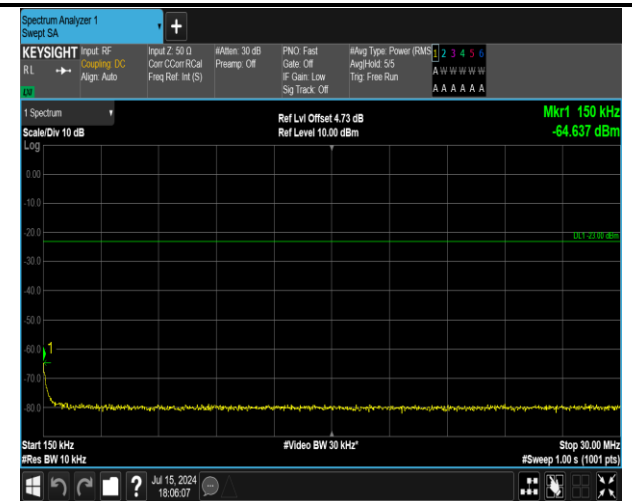 Spectrum Analyzer 1
Swept SA
+
KEYSIGHT
RL
Input: RF
Coupling: DC
Align: Auto
Input Z: 50 Ω
Corr CCorr RCal
Freq Ref: Int (S)
#Atten: 30 dB
Preamp: Off
PNO: Fast
Gate: Off
IF Gain: Low
Sig Track: Off
#Avg Type: Power (RMS
Avg|Hold: 5/5
Trig: Free Run
1 2 3 4 5 6
A W W W W W
A A A A A A
1 Spectrum
Scale/Div 10 dB
Log
Ref Lvl Offset 4.73 dB
Ref Level 10.00 dBm
Mkr1 150 kHz
-64.637 dBm
0.00
-10.0
-20.0
DL1 -23.00 dBm
-30.0
-40.0
-50.0
1
-60.0
-70.0
-80.0
Start 150 kHz
#Res BW 10 kHz
#Video BW 30 kHz*
Stop 30.00 MHz
#Sweep 1.00 s (1001 pts)
?
Jul 15, 2024
18:06:07